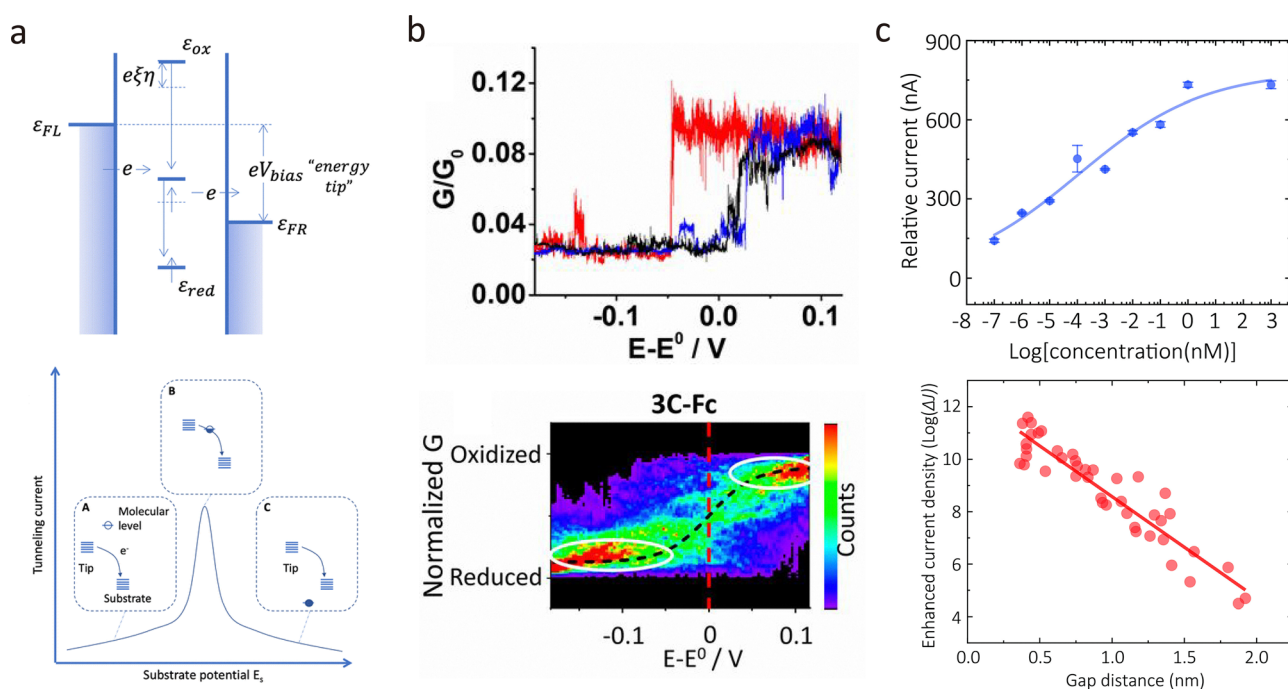 a
ε_ox
eξη
ε_FL
e
eV_bias
"energy
tip"
e
ε_FR
ε_red
Tunneling current
B
A
Molecular
level
e-
Tip
Substrate
C
Tip
Substrate potential E_s
b
G/G_0
0.12
0.08
0.04
0.00
-0.1
0.0
0.1
E-E^0 / V
3C-Fc
Normalized G
Oxidized
Reduced
Counts
-0.1
0
0.1
E-E^0 / V
c
Relative current (nA)
900
600
300
0
-8 -7 -6 -5 -4 -3 -2 -1 0 1 2 3
Log[concentration(nM)]
Enhanced current density (Log(ΔJ))
12
10
8
6
4
0.0 0.5 1.0 1.5 2.0
Gap distance (nm)